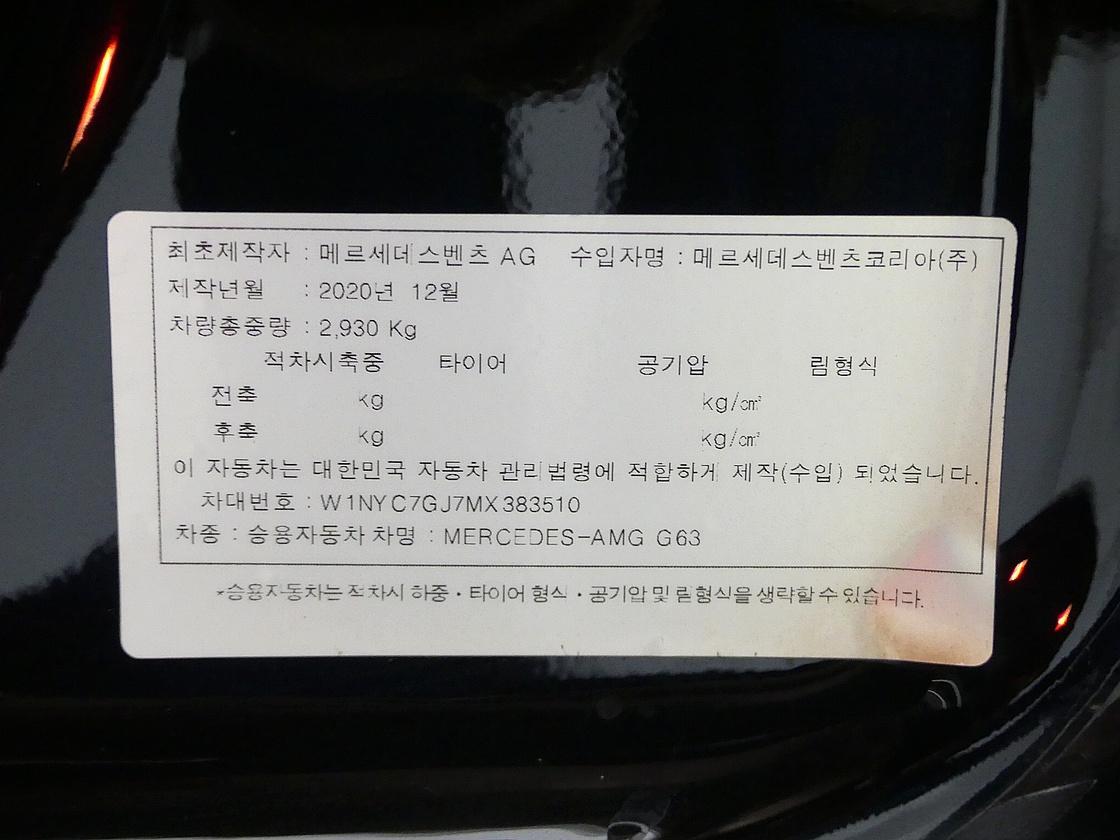 최초제작자 : 메르세데스벤츠 AG 수입자명 : 메르세데스벤츠코리아(주)
제작년월 : 2020년 12월
차량총중량 : 2,930 Kg
적차시축중 타이어 공기압 림형식
전축 kg kg/㎠
후축 kg kg/㎠
이 자동차는 대한민국 자동차 관리법령에 적합하게 제작(수입) 되었습니다.
차대번호 : W1NYC7GJ7MX383510
차종 : 승용자동차 차명 : MERCEDES-AMG G63
*승용자동차는 적차시 하중·타이어 형식·공기압 및 림형식을 생략할 수 있습니다.